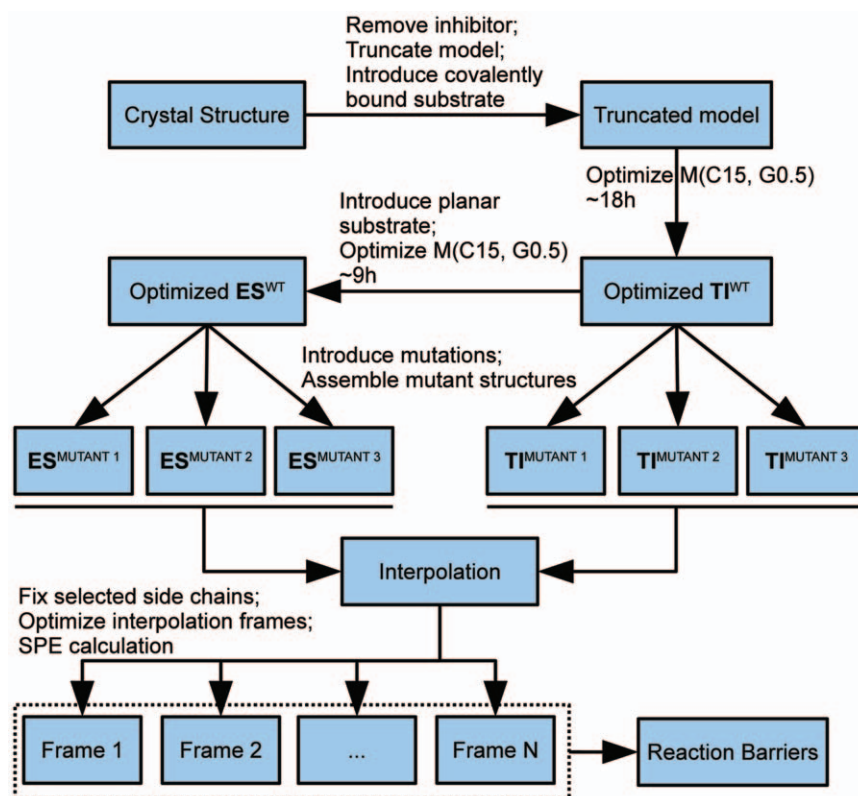 Remove inhibitor;
Truncate model;
Introduce covalently
bound substrate
Crystal Structure
Truncated model
Optimize M(C15, G0.5)
~18h
Introduce planar
substrate;
Optimize M(C15, G0.5)
~9h
Optimized ES^WT
Optimized TI^WT
Introduce mutations;
Assemble mutant structures
ES^MUTANT 1
ES^MUTANT 2
ES^MUTANT 3
TI^MUTANT 1
TI^MUTANT 2
TI^MUTANT 3
Interpolation
Fix selected side chains;
Optimize interpolation frames;
SPE calculation
Frame 1
Frame 2
...
Frame N
Reaction Barriers